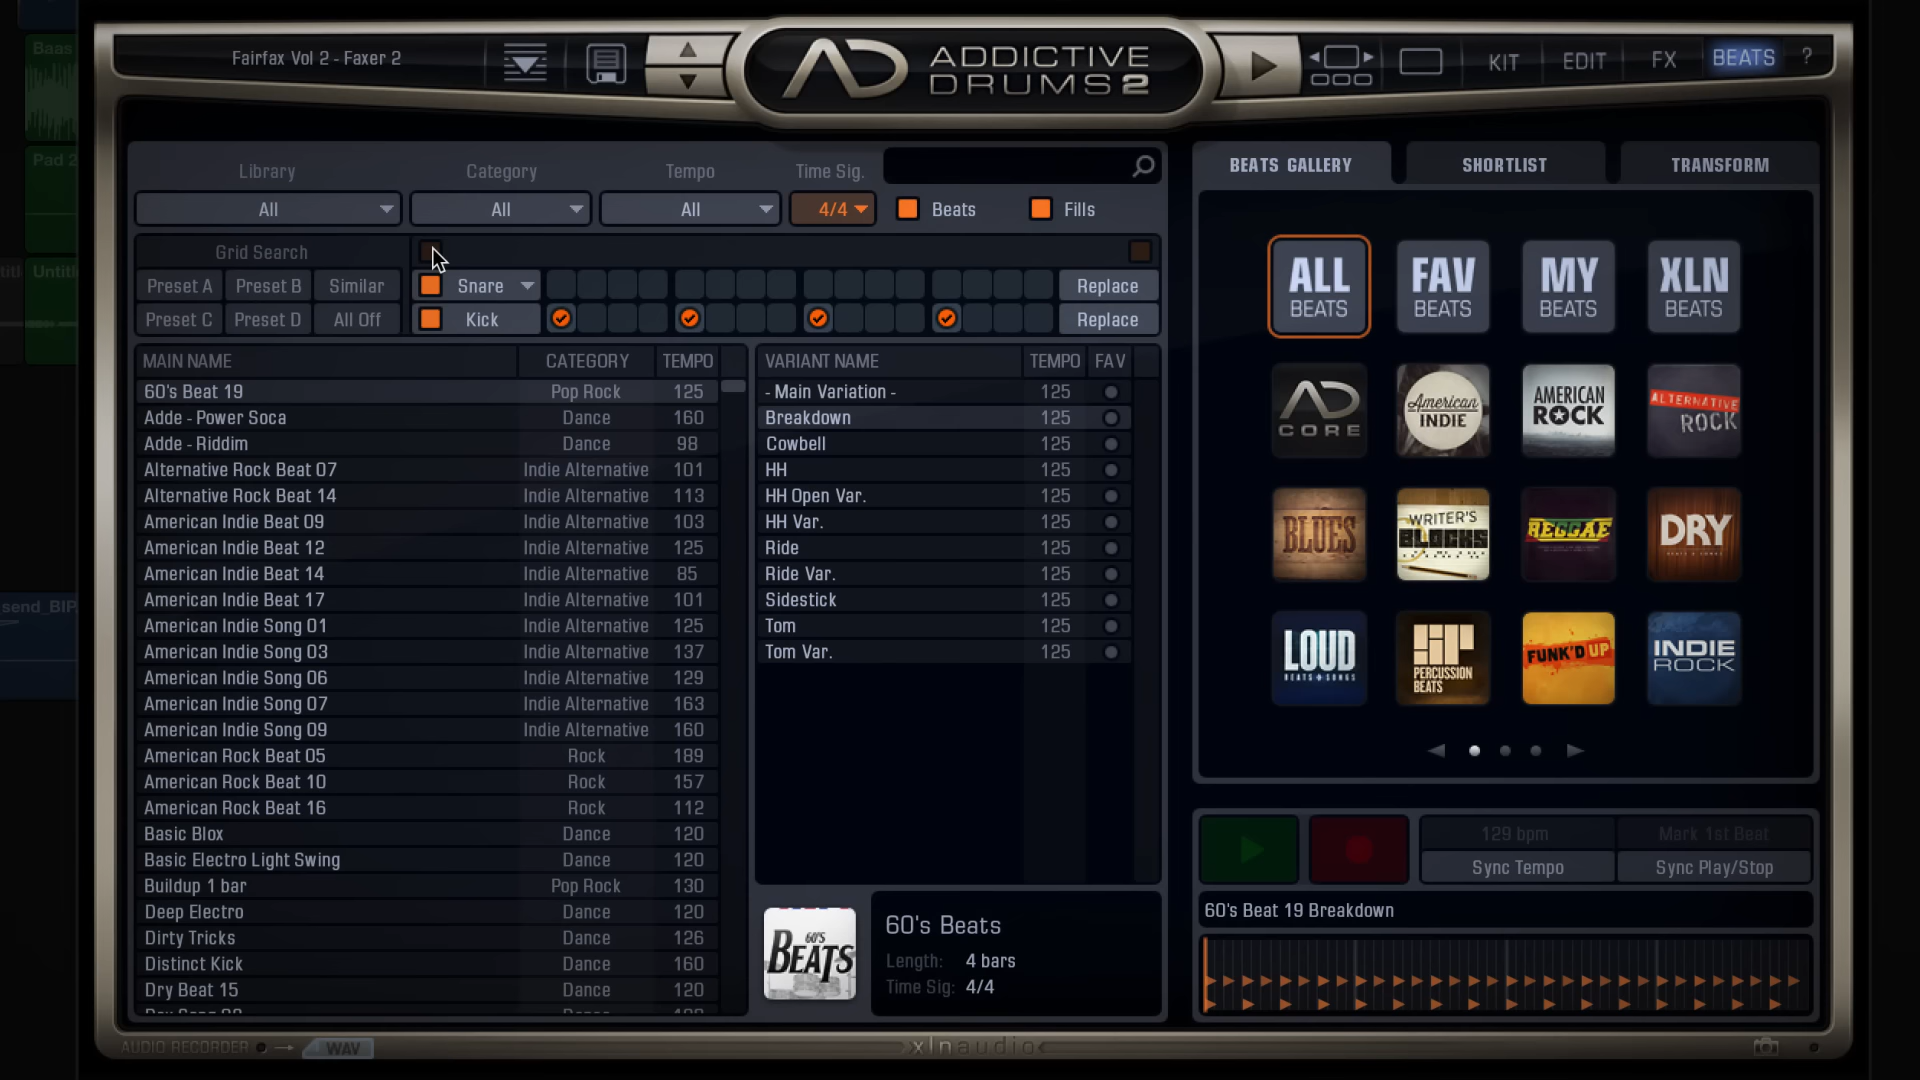 Baas
Pad 2
Untitl
send_BIP
Fairfax Vol 2 - Faxer 2
ADDICTIVE
DRUMS 2
KIT
EDIT
FX
BEATS
?
Library
Category
Tempo
Time Sig.
All
All
All
4/4
Beats
Fills
Grid Search
Preset A
Preset B
Similar
Snare
Replace
Preset C
Preset D
All Off
Kick
Replace
MAIN NAME CATEGORY TEMPO
60's Beat 19 Pop Rock 125
Adde - Power Soca Dance 160
Adde - Riddim Dance 98
Alternative Rock Beat 07 Indie Alternative 101
Alternative Rock Beat 14 Indie Alternative 113
American Indie Beat 09 Indie Alternative 103
American Indie Beat 12 Indie Alternative 125
American Indie Beat 14 Indie Alternative 85
American Indie Beat 17 Indie Alternative 101
American Indie Song 01 Indie Alternative 125
American Indie Song 03 Indie Alternative 137
American Indie Song 06 Indie Alternative 129
American Indie Song 07 Indie Alternative 163
American Indie Song 09 Indie Alternative 160
American Rock Beat 05 Rock 189
American Rock Beat 10 Rock 157
American Rock Beat 16 Rock 112
Basic Blox Dance 120
Basic Electro Light Swing Dance 120
Buildup 1 bar Pop Rock 130
Deep Electro Dance 120
Dirty Tricks Dance 126
Distinct Kick Dance 160
Dry Beat 15 Dance 120
VARIANT NAME TEMPO FAV
- Main Variation - 125
Breakdown 125
Cowbell 125
HH 125
HH Open Var. 125
HH Var. 125
Ride 125
Ride Var. 125
Sidestick 125
Tom 125
Tom Var. 125
60'S
BEATS
60's Beats
Length: 4 bars
Time Sig: 4/4
BEATS GALLERY
SHORTLIST
TRANSFORM
ALL
BEATS
FAV
BEATS
MY
BEATS
XLN
BEATS
CORE
American
INDIE
AMERICAN
ROCK
ALTERNATIVE
ROCK
BLUES
WRITER'S
BLOCKS
REGGAE
DRY
LOUD
BEATS + SONGS
PERCUSSION
BEATS
FUNK'D UP
INDIE
ROCK
129 bpm
Mark 1st Beat
Sync Tempo
Sync Play/Stop
60's Beat 19 Breakdown
AUDIO RECORDER
WAV
xlnaudio